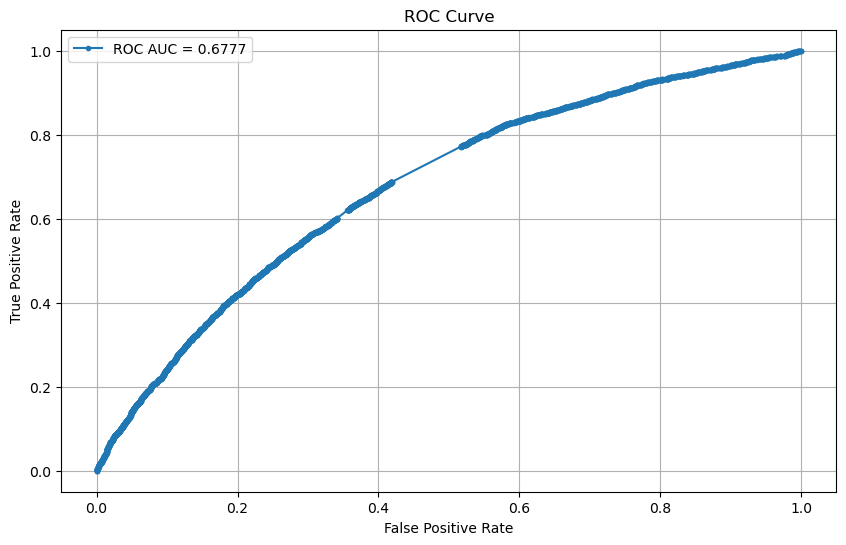 ROC Curve
ROC AUC = 0.6777
1.0
0.8
0.6
0.4
0.2
0.0
True Positive Rate
0.0 0.2 0.4 0.6 0.8 1.0
False Positive Rate